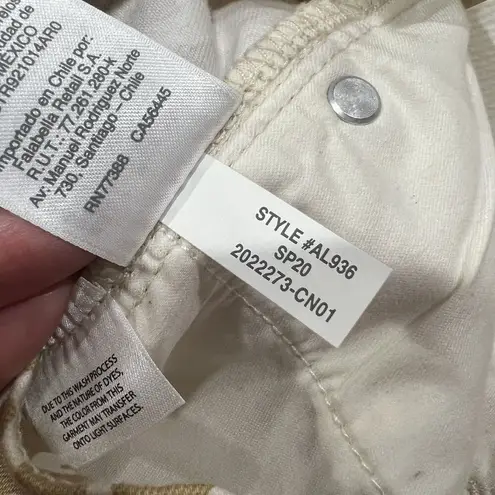 dad de
MEXICO
R921014AR0
Importado en Chile por:
Falabella Retail S.A.
R.U.T.: 77.261.280-k
Av: Manuel Rodriguez Norte
730, Santiago - Chile
RN77388 CA56445
STYLE #AL936
SP20
2022273-CN01
DUE TO THIS WASH PROCESS
AND THE NATURE OF DYES,
THE COLOR FROM THIS
GARMENT MAY TRANSFER
ONTO LIGHT SURFACES.